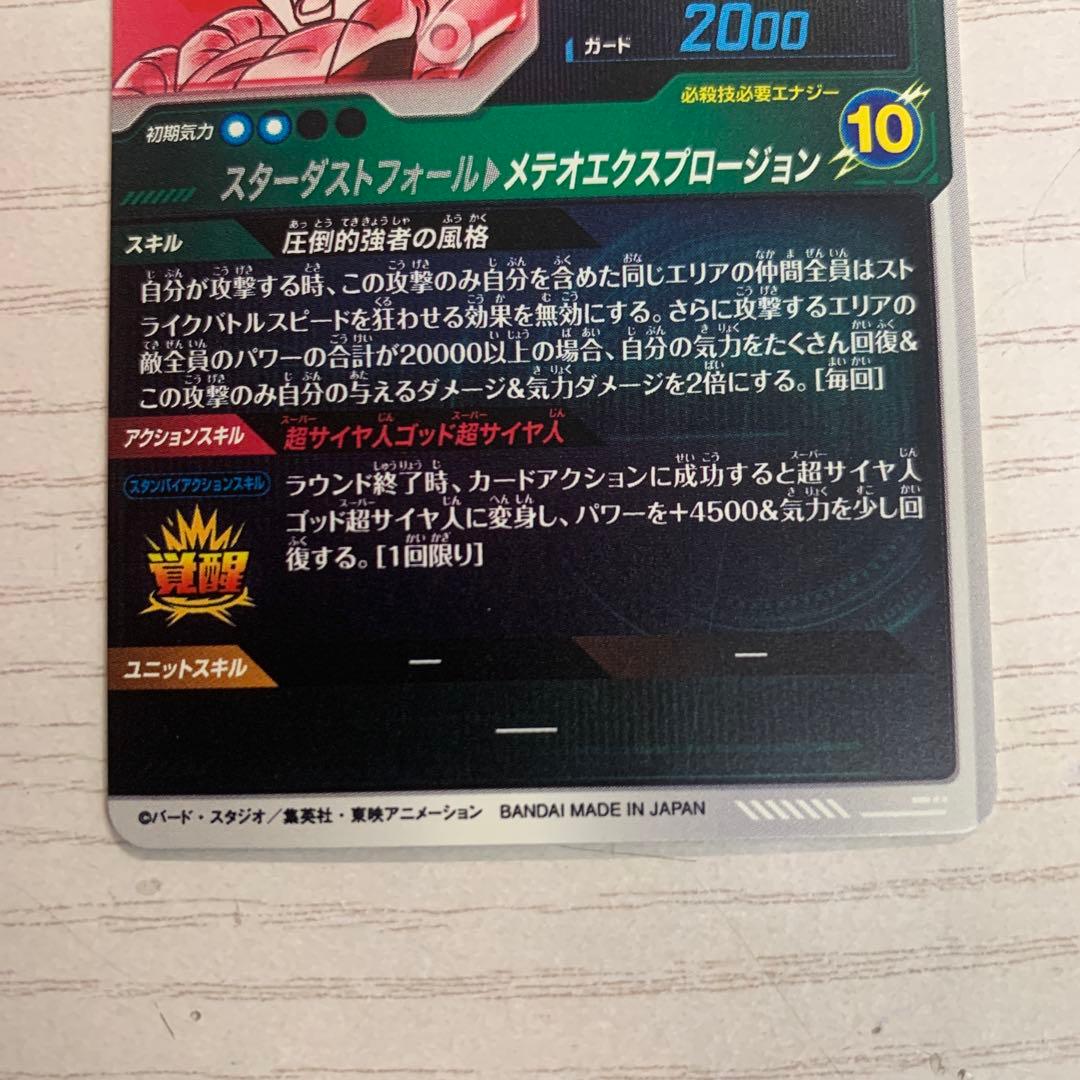 ガード 2000
必殺技必要エナジー
10
初期気力
スターダストフォール▶メテオエクスプロージョン
スキル 圧倒的強者の風格
自分が攻撃する時、この攻撃のみ自分を含めた同じエリアの仲間全員はスト
ライクバトルスピードを狂わせる効果を無効にする。さらに攻撃するエリアの
敵全員のパワーの合計が20000以上の場合、自分の気力をたくさん回復&
この攻撃のみ自分の与えるダメージ&気力ダメージを2倍にする。[毎回]
アクションスキル 超サイヤ人ゴッド超サイヤ人
スタンバイアクションスキル
覚醒
ラウンド終了時、カードアクションに成功すると超サイヤ人
ゴッド超サイヤ人に変身し、パワーを+4500&気力を少し回
復する。[1回限り]
ユニットスキル — —
—
©バード・スタジオ／集英社・東映アニメーション BANDAI MADE IN JAPAN